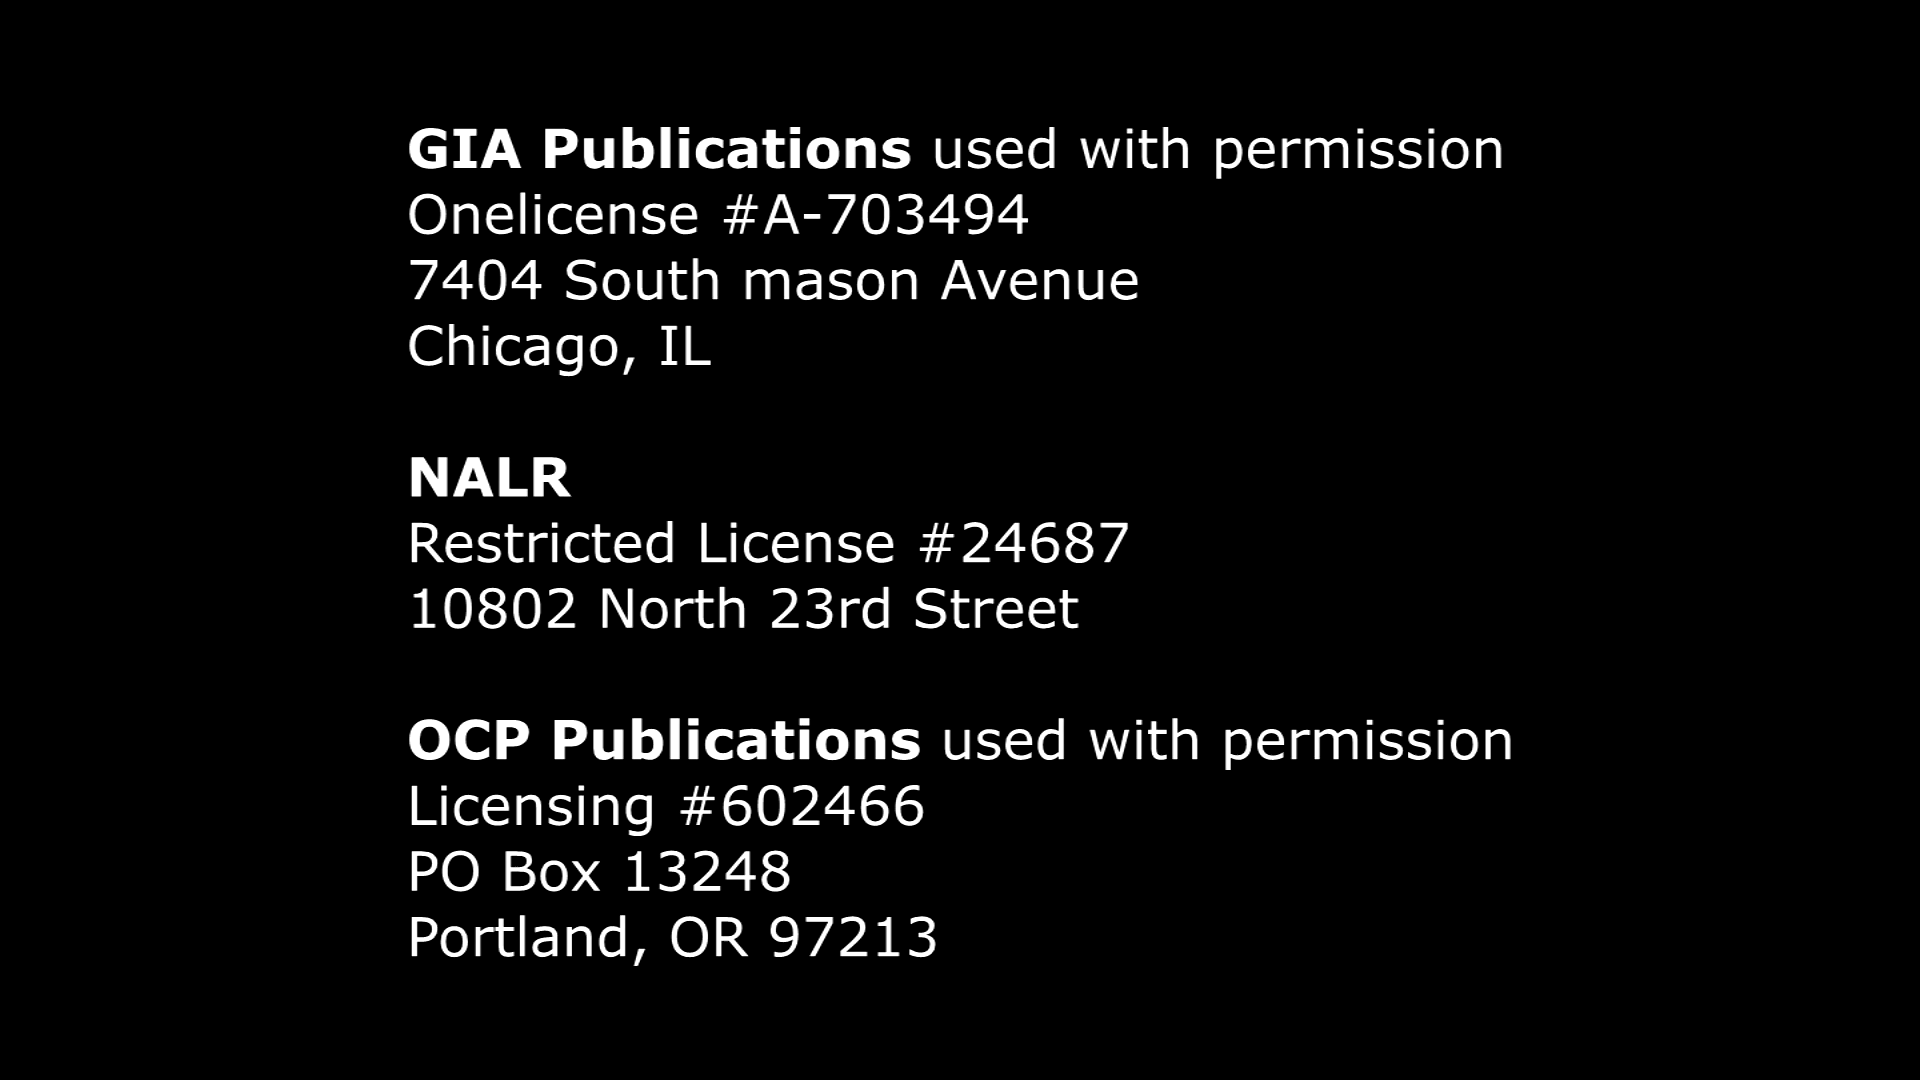 GIA Publications used with permission
Onelicense #A-703494
7404 South mason Avenue
Chicago, IL
NALR
Restricted License #24687
10802 North 23rd Street
OCP Publications used with permission
Licensing #602466
PO Box 13248
Portland, OR 97213